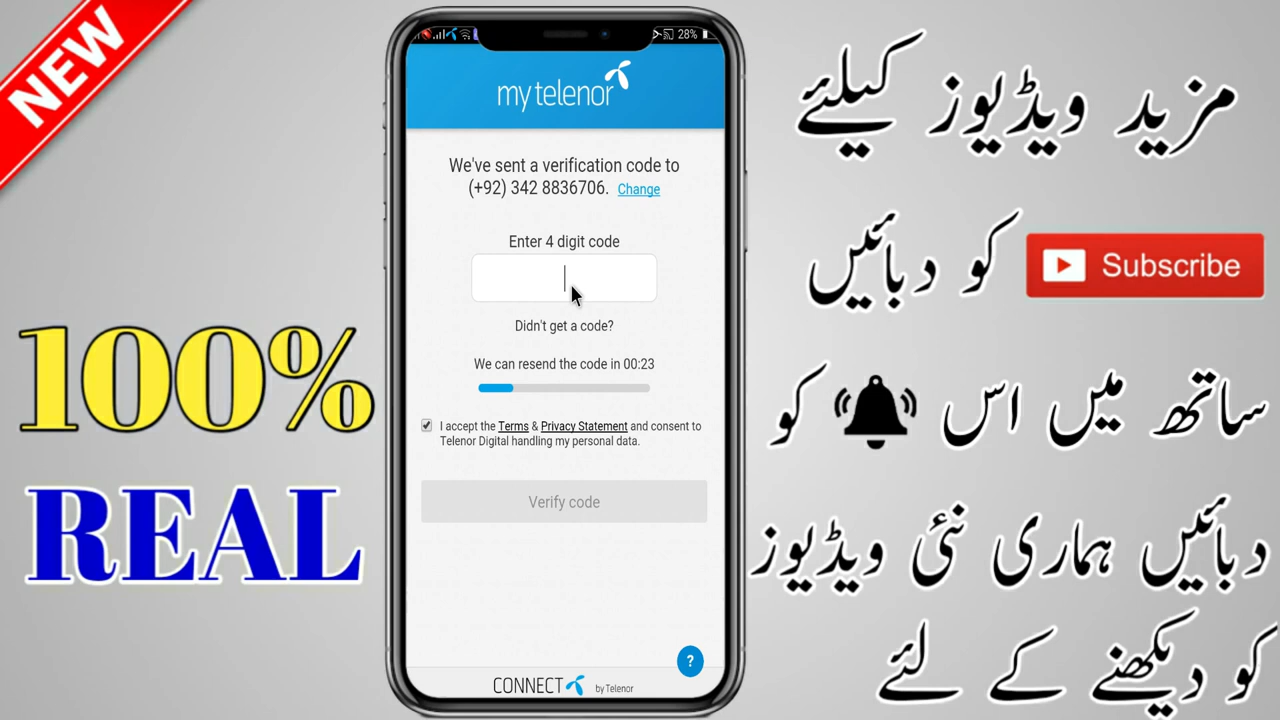 NEW
100%
REAL
28%
my telenor
We've sent a verification code to
(+92) 342 8836706. Change
Enter 4 digit code
Didn't get a code?
We can resend the code in 00:23
I accept the Terms & Privacy Statement and consent to
Telenor Digital handling my personal data.
Verify code
?
CONNECT by Telenor
مزید ویڈیوز کیلئے
Subscribe کو دبائیں
ساتھ میں اس کو
دبائیں ہماری نئی ویڈیوز
کو دیکھنے کے لئے